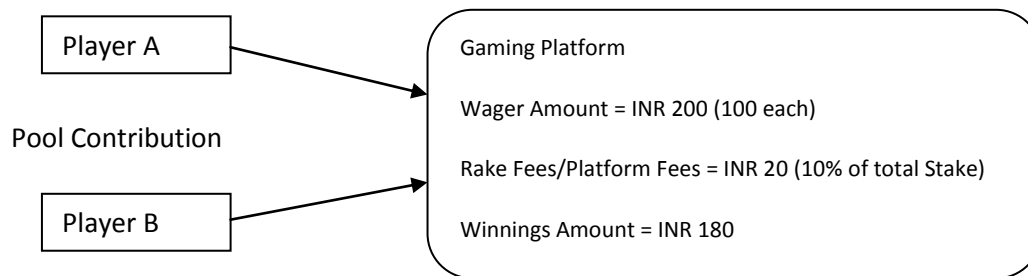 Player A
Pool Contribution
Player B
Gaming Platform
Wager Amount = INR 200 (100 each)
Rake Fees/Platform Fees = INR 20 (10% of total Stake)
Winnings Amount = INR 180